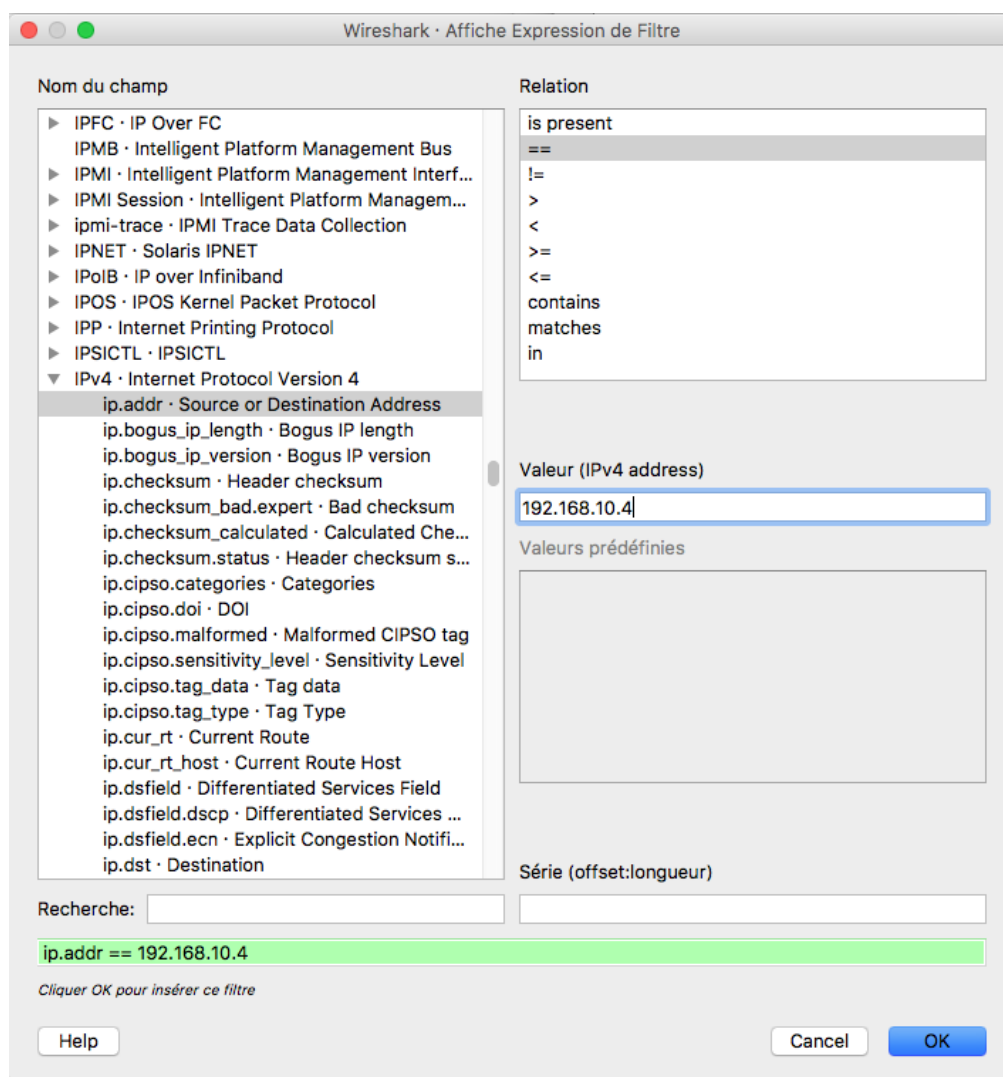 Wireshark · Affiche Expression de Filtre
Nom du champ
IPFC · IP Over FC
IPMB · Intelligent Platform Management Bus
IPMI · Intelligent Platform Management Interf...
IPMI Session · Intelligent Platform Managem...
ipmi-trace · IPMI Trace Data Collection
IPNET · Solaris IPNET
IPoIB · IP over Infiniband
IPOS · IPOS Kernel Packet Protocol
IPP · Internet Printing Protocol
IPSICTL · IPSICTL
IPv4 · Internet Protocol Version 4
ip.addr · Source or Destination Address
ip.bogus_ip_length · Bogus IP length
ip.bogus_ip_version · Bogus IP version
ip.checksum · Header checksum
ip.checksum_bad.expert · Bad checksum
ip.checksum_calculated · Calculated Che...
ip.checksum.status · Header checksum s...
ip.cipso.categories · Categories
ip.cipso.doi · DOI
ip.cipso.malformed · Malformed CIPSO tag
ip.cipso.sensitivity_level · Sensitivity Level
ip.cipso.tag_data · Tag data
ip.cipso.tag_type · Tag Type
ip.cur_rt · Current Route
ip.cur_rt_host · Current Route Host
ip.dsfield · Differentiated Services Field
ip.dsfield.dscp · Differentiated Services ...
ip.dsfield.ecn · Explicit Congestion Notifi...
ip.dst · Destination
Relation
is present
==
!=
>
<
>=
<=
contains
matches
in
Valeur (IPv4 address)
192.168.10.4
Valeurs prédéfinies
Série (offset:longueur)
Recherche:
ip.addr == 192.168.10.4
Cliquer OK pour insérer ce filtre
Help
Cancel
OK